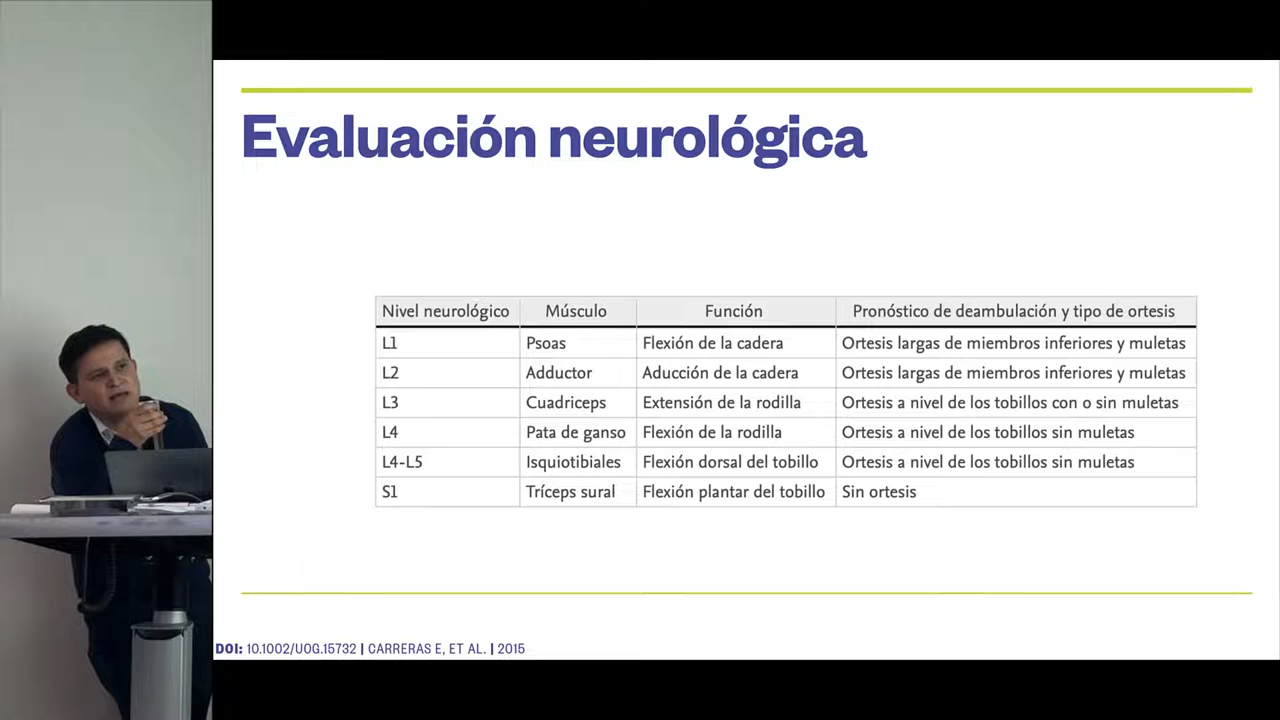 Evaluación neurológica
Nivel neurológico Músculo Función Pronóstico de deambulación y tipo de ortesis
L1 Psoas Flexión de la cadera Ortesis largas de miembros inferiores y muletas
L2 Adductor Aducción de la cadera Ortesis largas de miembros inferiores y muletas
L3 Cuadriceps Extensión de la rodilla Ortesis a nivel de los tobillos con o sin muletas
L4 Pata de ganso Flexión de la rodilla Ortesis a nivel de los tobillos sin muletas
L4-L5 Isquiotibiales Flexión dorsal del tobillo Ortesis a nivel de los tobillos sin muletas
S1 Tríceps sural Flexión plantar del tobillo Sin ortesis
DOI: 10.1002/UOG.15732 | CARRERAS E, ET AL. | 2015